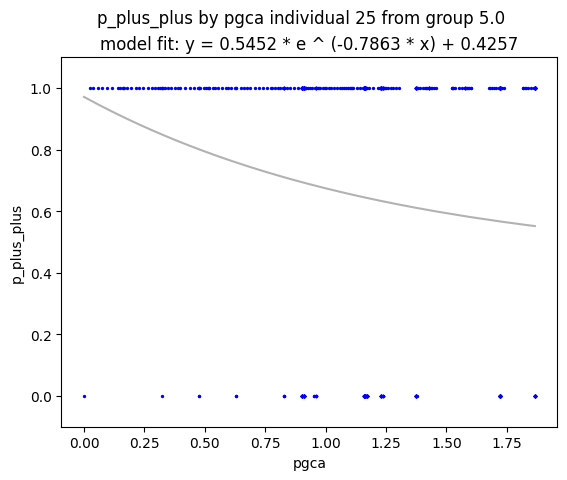 p_plus_plus by pgca individual 25 from group 5.0
model fit: y = 0.5452 * e ^ (-0.7863 * x) + 0.4257
1.0
0.8
0.6
0.4
0.2
0.0
p_plus_plus
0.00 0.25 0.50 0.75 1.00 1.25 1.50 1.75
pgca